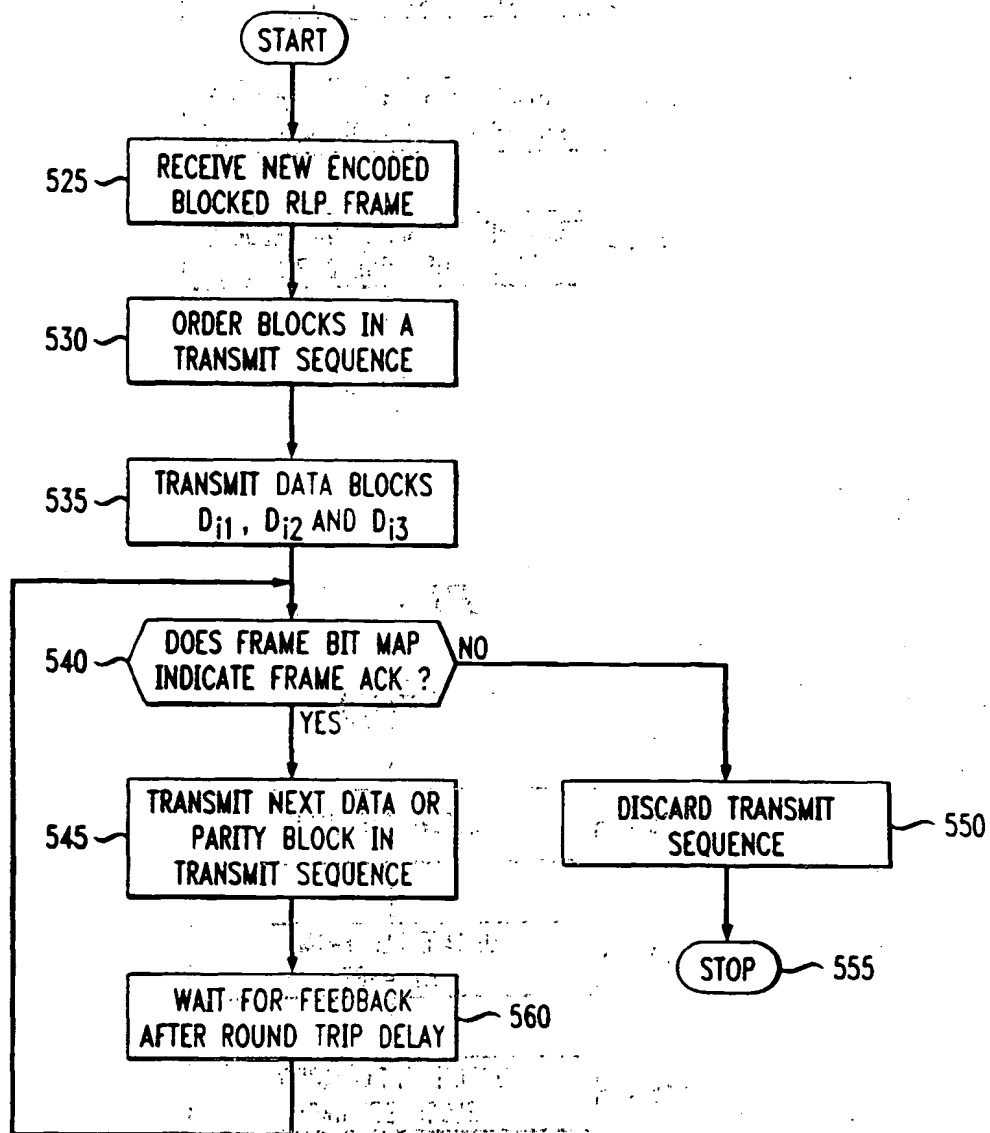 START
525
RECEIVE NEW ENCODED
BLOCKED RLP FRAME
530
ORDER BLOCKS IN A
TRANSMIT SEQUENCE
535
TRANSMIT DATA BLOCKS
Di1, Di2 AND Di3
540
DOES FRAME BIT MAP
INDICATE FRAME ACK ?
NO
YES
545
TRANSMIT NEXT DATA OR
PARITY BLOCK IN
TRANSMIT SEQUENCE
DISCARD TRANSMIT
SEQUENCE
550
STOP
555
WAIT FOR FEEDBACK
AFTER ROUND TRIP DELAY
560